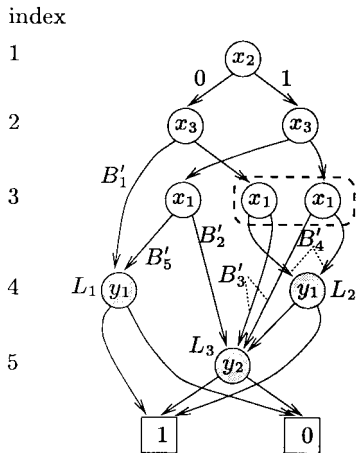 index
1 x₂
0 1
2 x₃ x₃
B′₁
3 x₁ x₁ x₁
B′₂ B′₄
B′₅ B′₃
4 L₁ y₁ y₁ L₂
L₃
5 y₂
1 0